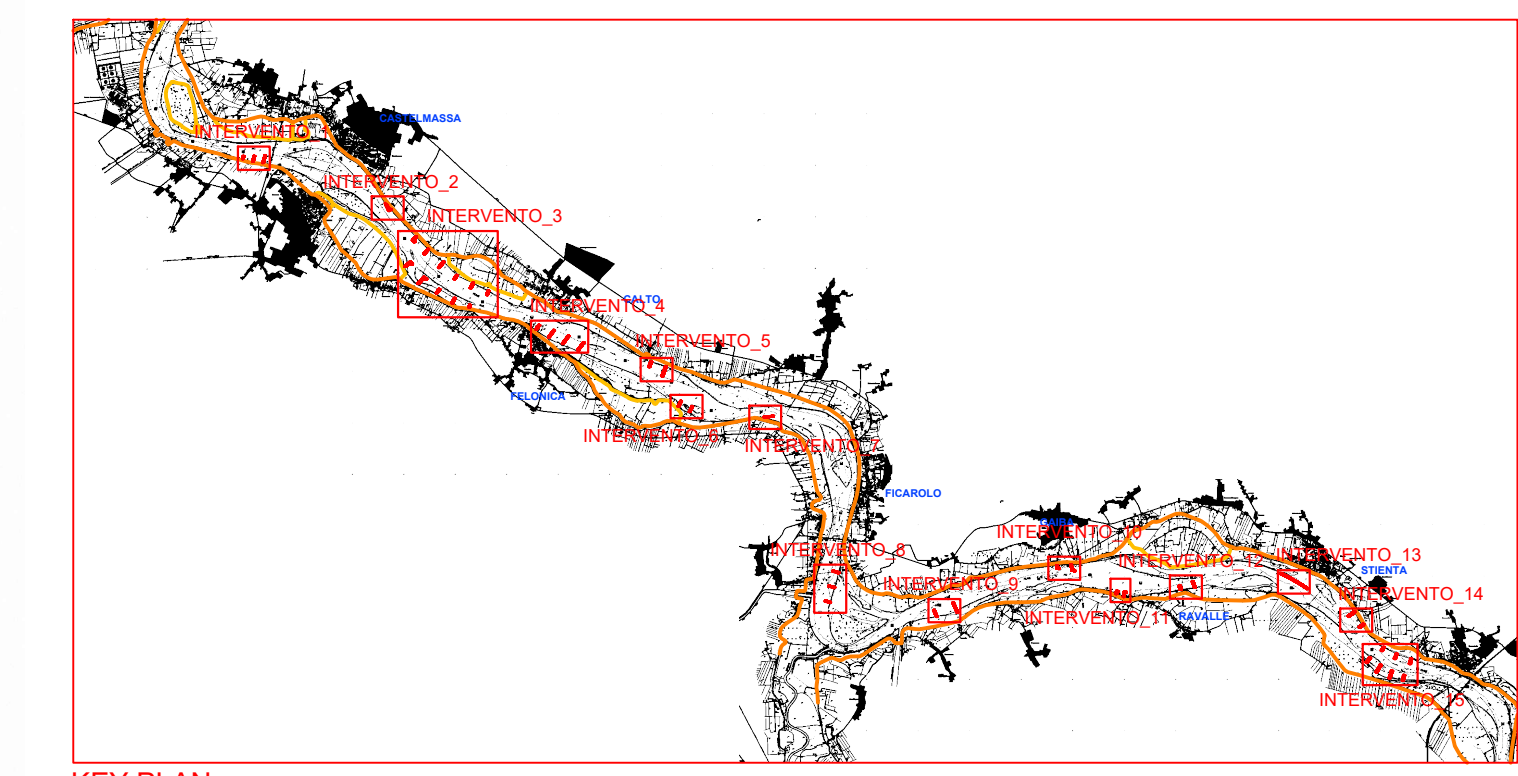 CASTELMASSA
INTERVENTO_1
INTERVENTO_2
INTERVENTO_3
CALTO
INTERVENTO_4
INTERVENTO_5
FELONICA
INTERVENTO_6
INTERVENTO_7
FICAROLO
GAIBA
INTERVENTO_10
INTERVENTO_8
INTERVENTO_13
INTERVENTO_12
STIENTA
INTERVENTO_9
INTERVENTO_14
INTERVENTO_11
RAVALLE
INTERVENTO_15
KEY PLAN